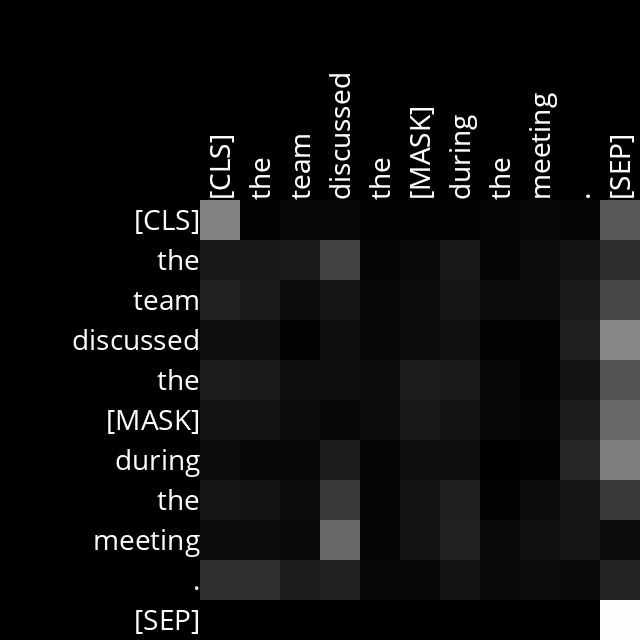 [CLS]
the
team
discussed
the
[MASK]
during
the
meeting
.
[SEP]
[CLS]
the
team
discussed
the
[MASK]
during
the
meeting
.
[SEP]